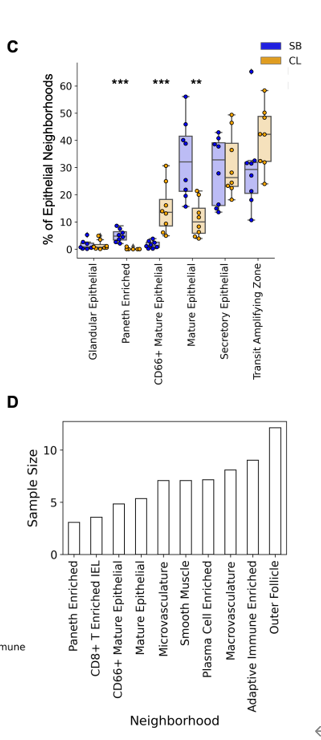 C
SB
CL
% of Epithelial Neighborhoods
60
50
40
30
20
10
0
***
***
**
Glandular Epithelial
Paneth Enriched
CD66+ Mature Epithelial
Mature Epithelial
Secretory Epithelial
Transit Amplifying Zone
D
Sample Size
10
5
0
Paneth Enriched
CD8+ T Enriched IEL
CD66+ Mature Epithelial
Mature Epithelial
Microvasculature
Smooth Muscle
Plasma Cell Enriched
Macrovasculature
Adaptive Immune Enriched
Outer Follicle
Neighborhood
mune